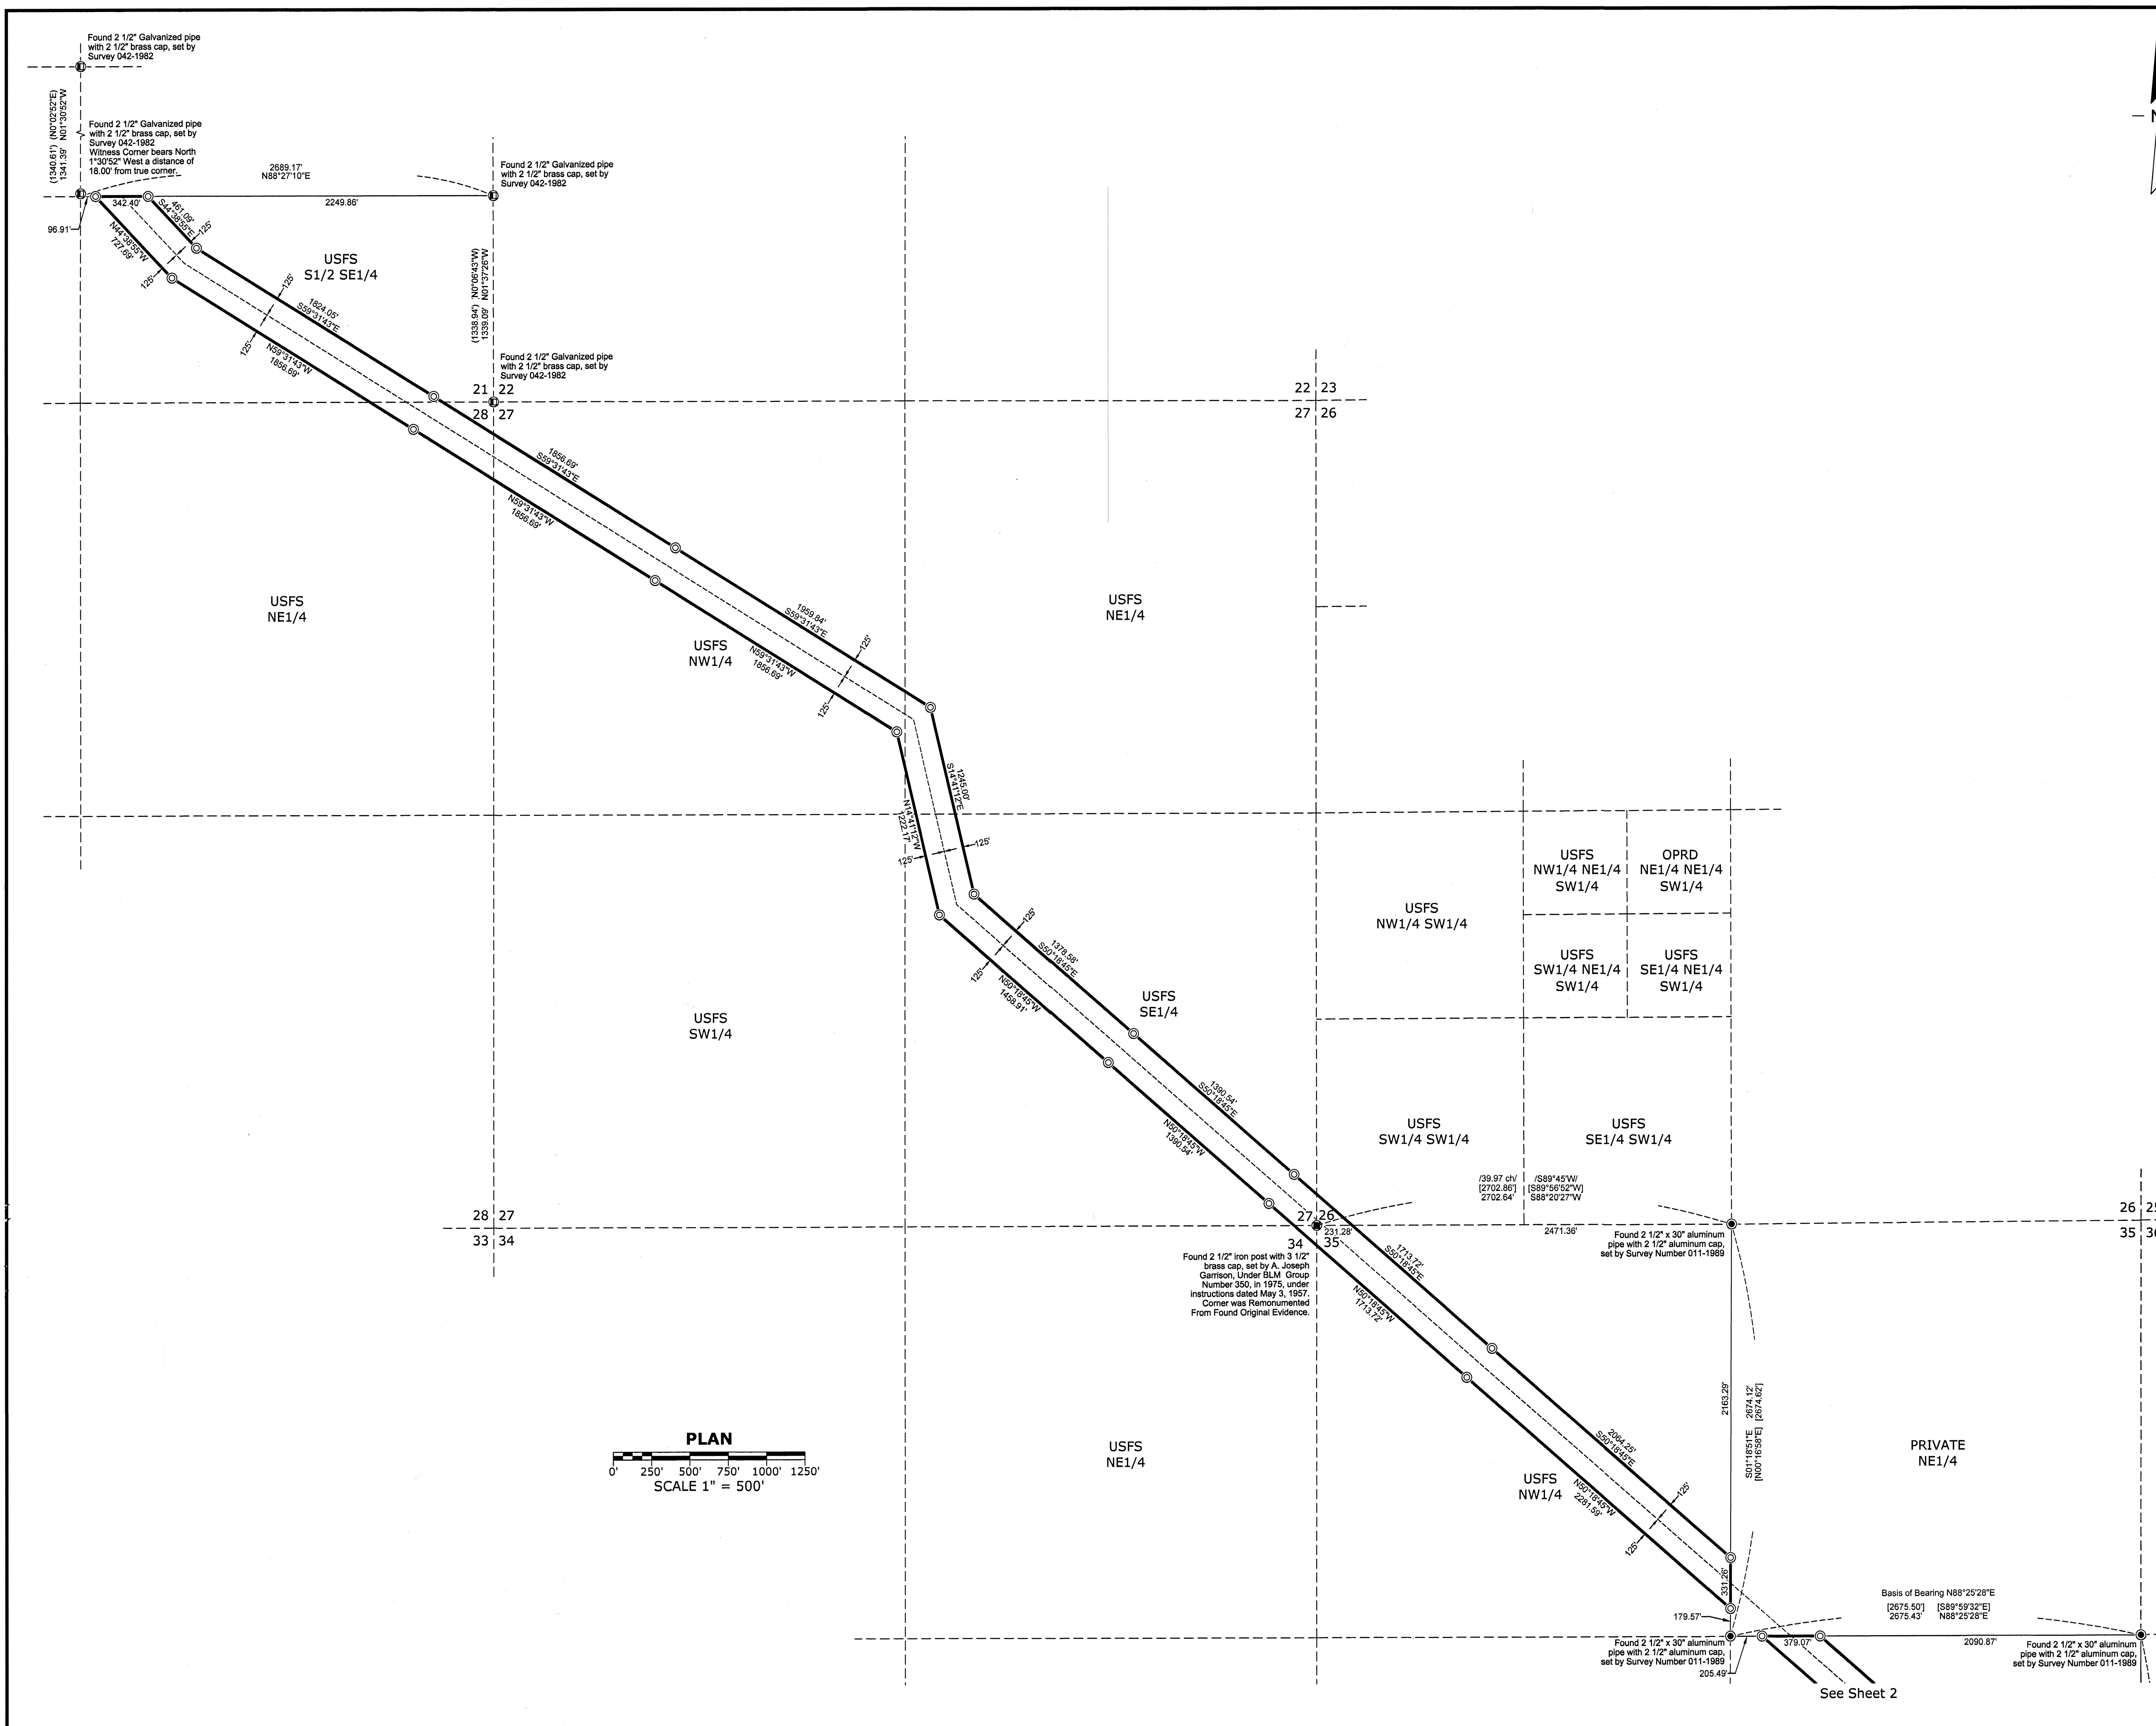 Found 2 1/2" Galvanized pipe
with 2 1/2" brass cap, set by
Survey 042-1982
(1340.61') (N0°02'52"E)
1341.39' N01°30'52"W
Found 2 1/2" Galvanized pipe
with 2 1/2" brass cap, set by
Survey 042-1982
Witness Corner bears North
1°30'52" West a distance of
18.00' from true corner.
2689.17'
N88°27'10"E
Found 2 1/2" Galvanized pipe
with 2 1/2" brass cap, set by
Survey 042-1982
N
342.40'
2249.86'
96.91'
461.09'
S44°38'55"E
125'
N44°38'55"W
727.69'
125'
USFS
S1/2 SE1/4
(1338.94') (N0°06'43"W)
1339.09' N01°37'26"W
125'
1824.05'
S59°31'43"E
125'
N59°31'43"W
1856.69'
Found 2 1/2" Galvanized pipe
with 2 1/2" brass cap, set by
Survey 042-1982
21 22
28 27
22 23
27 26
1856.69'
S59°31'43"E
N59°31'43"W
1856.69'
USFS
NE1/4
USFS
NW1/4
USFS
NE1/4
1959.84'
S59°31'43"E
125'
N59°31'43"W
1856.69'
125'
1245.00'
S14°41'12"E
N14°41'12"W
1222.17'
125'
125'
USFS
NW1/4 NE1/4
SW1/4
OPRD
NE1/4 NE1/4
SW1/4
USFS
NW1/4 SW1/4
USFS
SW1/4 NE1/4
SW1/4
USFS
SE1/4 NE1/4
SW1/4
125'
1378.58'
S50°18'45"E
125'
N50°18'45"W
1458.91'
USFS
SE1/4
USFS
SW1/4
1390.54'
S50°18'45"E
N50°18'45"W
1390.54'
USFS
SW1/4 SW1/4
USFS
SE1/4 SW1/4
/39.97 ch/ /S89°45'W/
[2702.86'] [S89°56'52"W]
2702.64' S88°20'27"W
28 27
33 34
27 26
34 35
231.28'
2471.36'
26
35
Found 2 1/2" x 30" aluminum
pipe with 2 1/2" aluminum cap,
set by Survey Number 011-1989
Found 2 1/2" iron post with 3 1/2"
brass cap, set by A. Joseph
Garrison, Under BLM Group
Number 350, in 1975, under
instructions dated May 3, 1957.
Corner was Remonumented
From Found Original Evidence.
1713.72'
S50°18'45"E
N50°18'45"W
1713.72'
2163.29'
S01°18'51"E 2674.12'
[N00°16'58"E] [2674.62']
PLAN
0' 250' 500' 750' 1000' 1250'
SCALE 1" = 500'
USFS
NE1/4
2064.25'
S50°18'45"E
125'
USFS
NW1/4
N50°18'45"W
2281.59'
125'
PRIVATE
NE1/4
331.26'
179.57'
Basis of Bearing N88°25'28"E
[2675.50'] [S89°59'32"E]
2675.43' N88°25'28"E
Found 2 1/2" x 30" aluminum
pipe with 2 1/2" aluminum cap,
set by Survey Number 011-1989
205.49'
379.07'
2090.87'
Found 2 1/2" x 30" aluminum
pipe with 2 1/2" aluminum cap,
set by Survey Number 011-1989
See Sheet 2